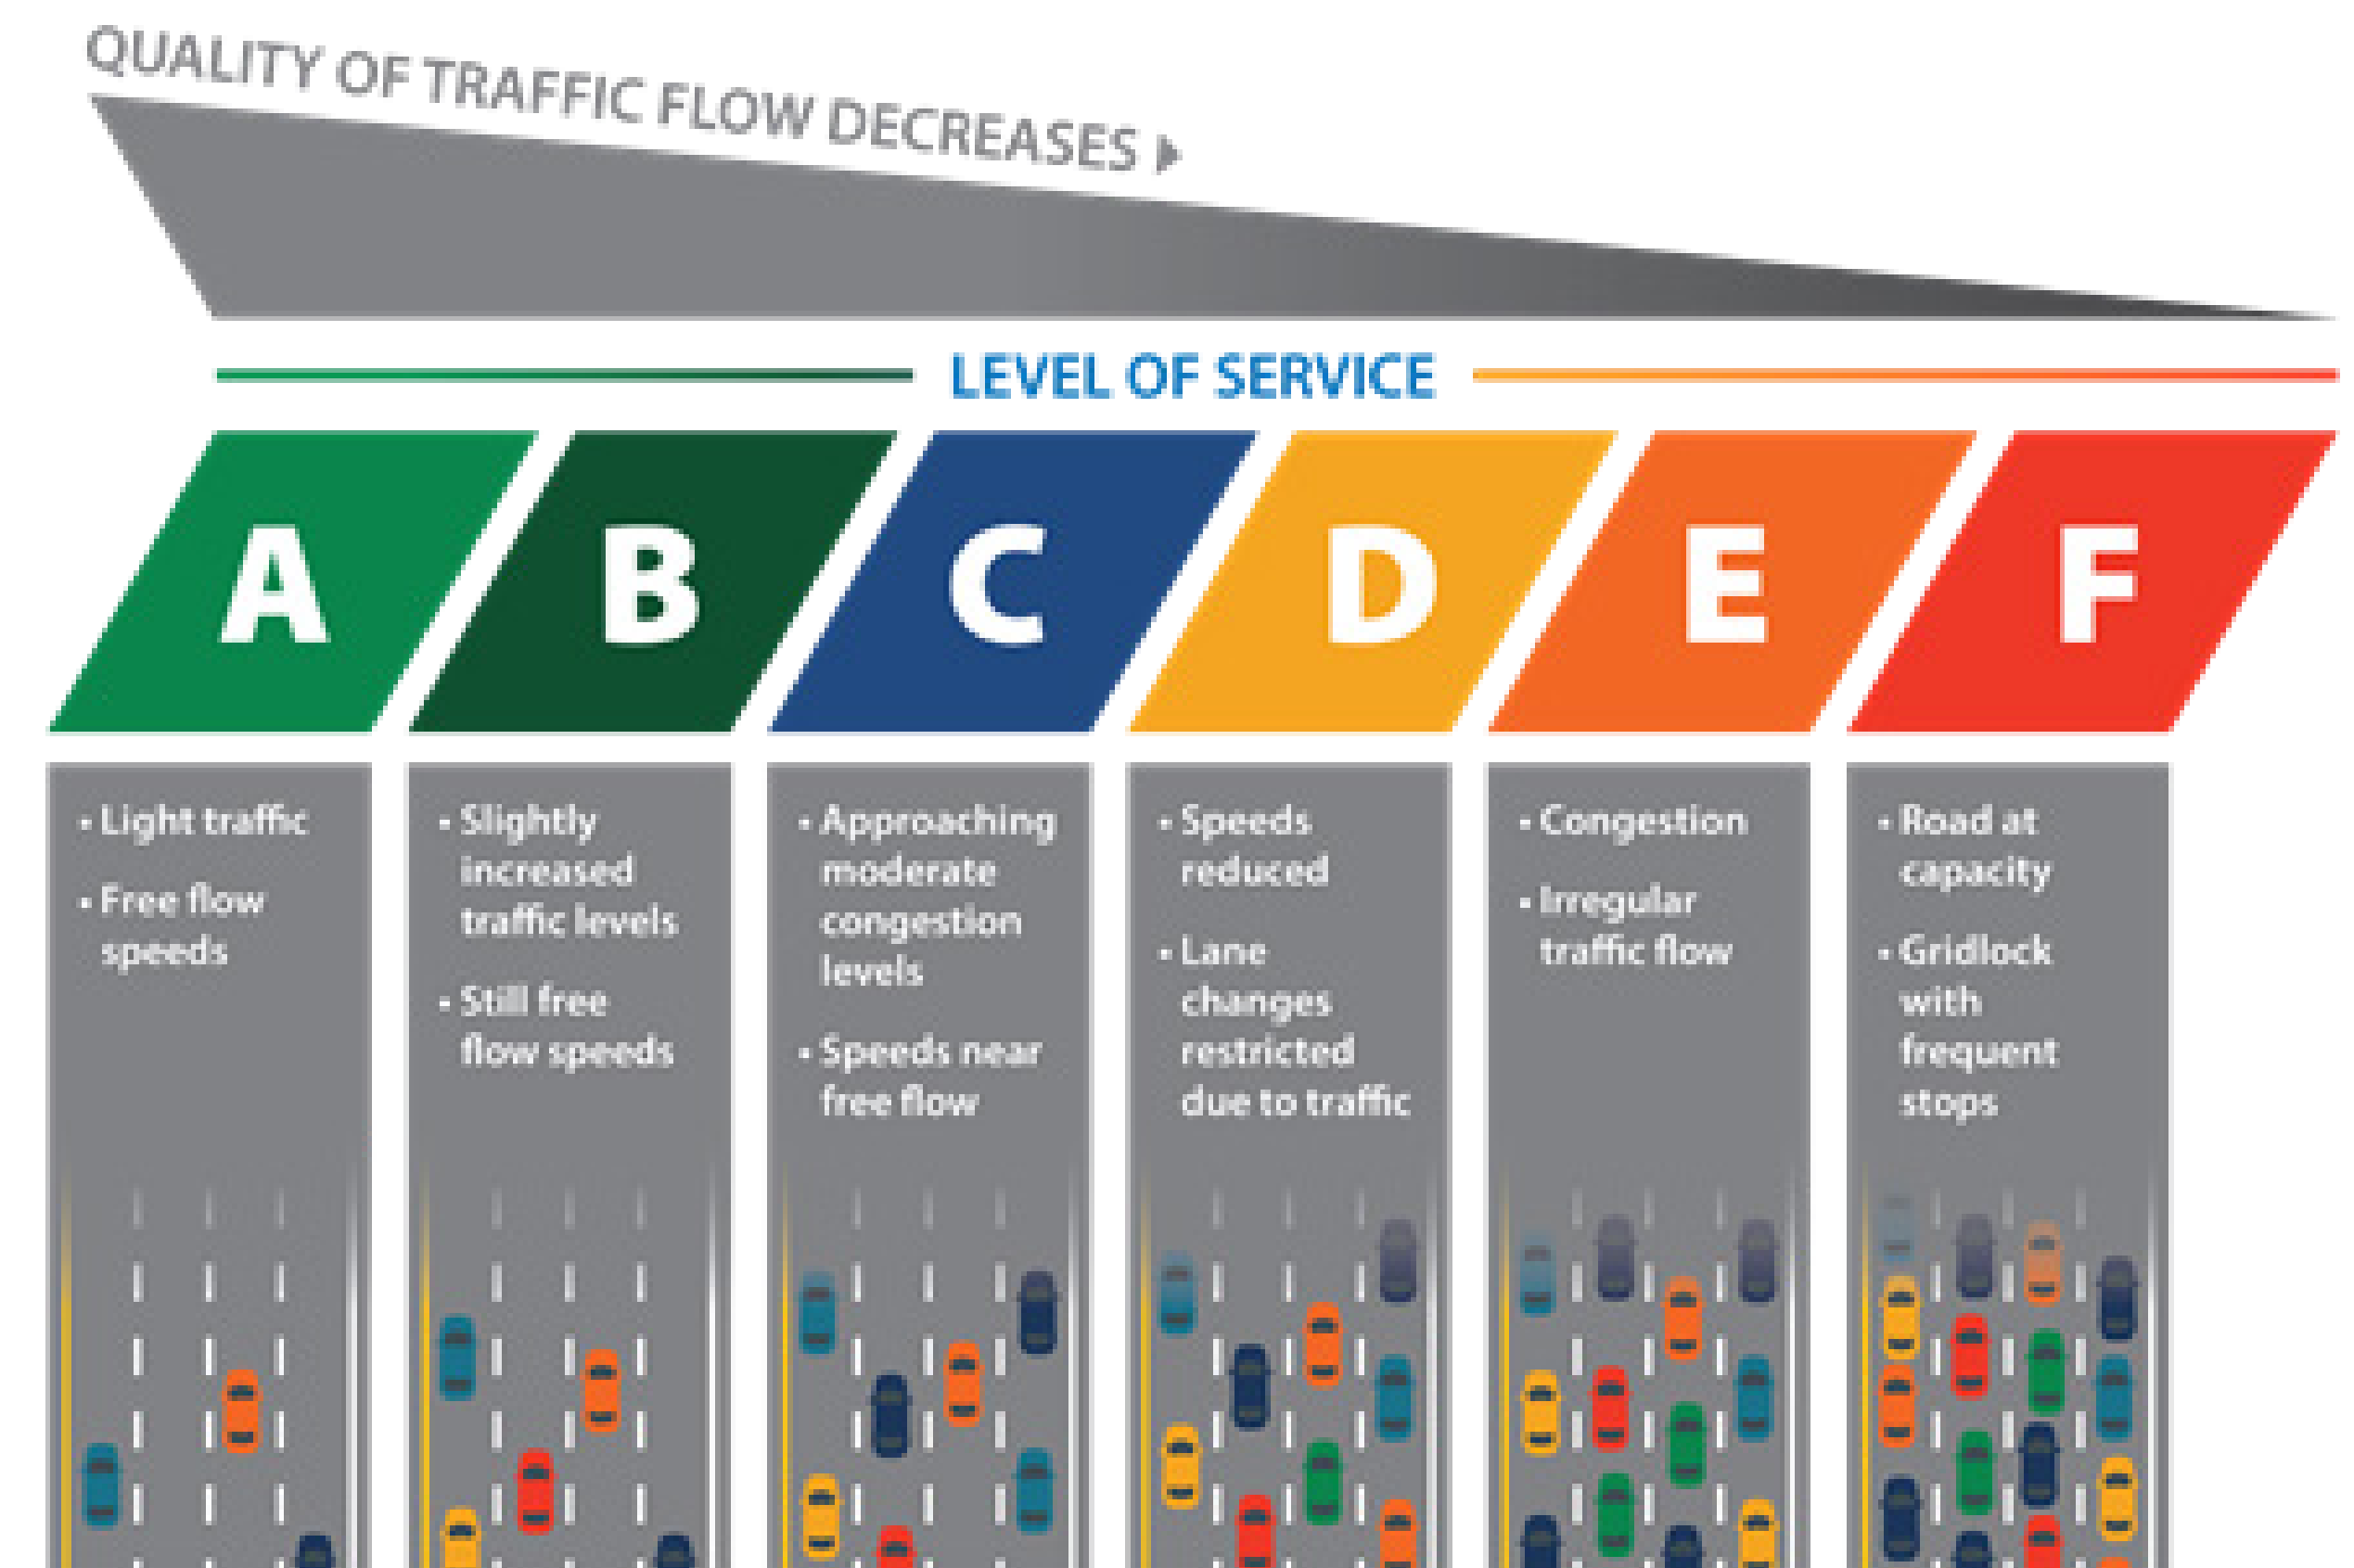 QUALITY OF TRAFFIC FLOW DECREASES ▸
LEVEL OF SERVICE
A
B
C
D
E
F
• Light traffic
• Free flow
speeds
• Slightly
increased
traffic levels
• Still free
flow speeds
• Approaching
moderate
congestion
levels
• Speeds near
free flow
• Speeds
reduced
• Lane
changes
restricted
due to traffic
• Congestion
• Irregular
traffic flow
• Road at
capacity
• Gridlock
with
frequent
stops